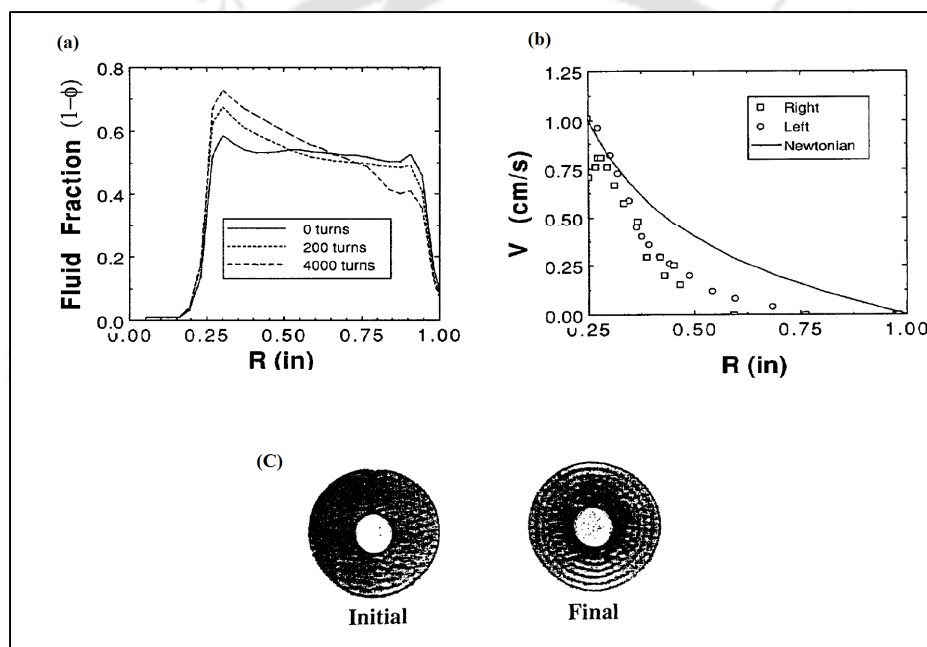 (a)
Fluid Fraction (1−ϕ)
0.8
0.6
0.4
0.2
0.0
0 turns
200 turns
4000 turns
0.00
0.25
0.50
0.75
1.00
R (in)
(b)
V (cm/s)
1.25
1.00
0.75
0.50
0.25
0.00
Right
Left
Newtonian
0.25
0.50
0.75
1.00
R (in)
(C)
Initial
Final